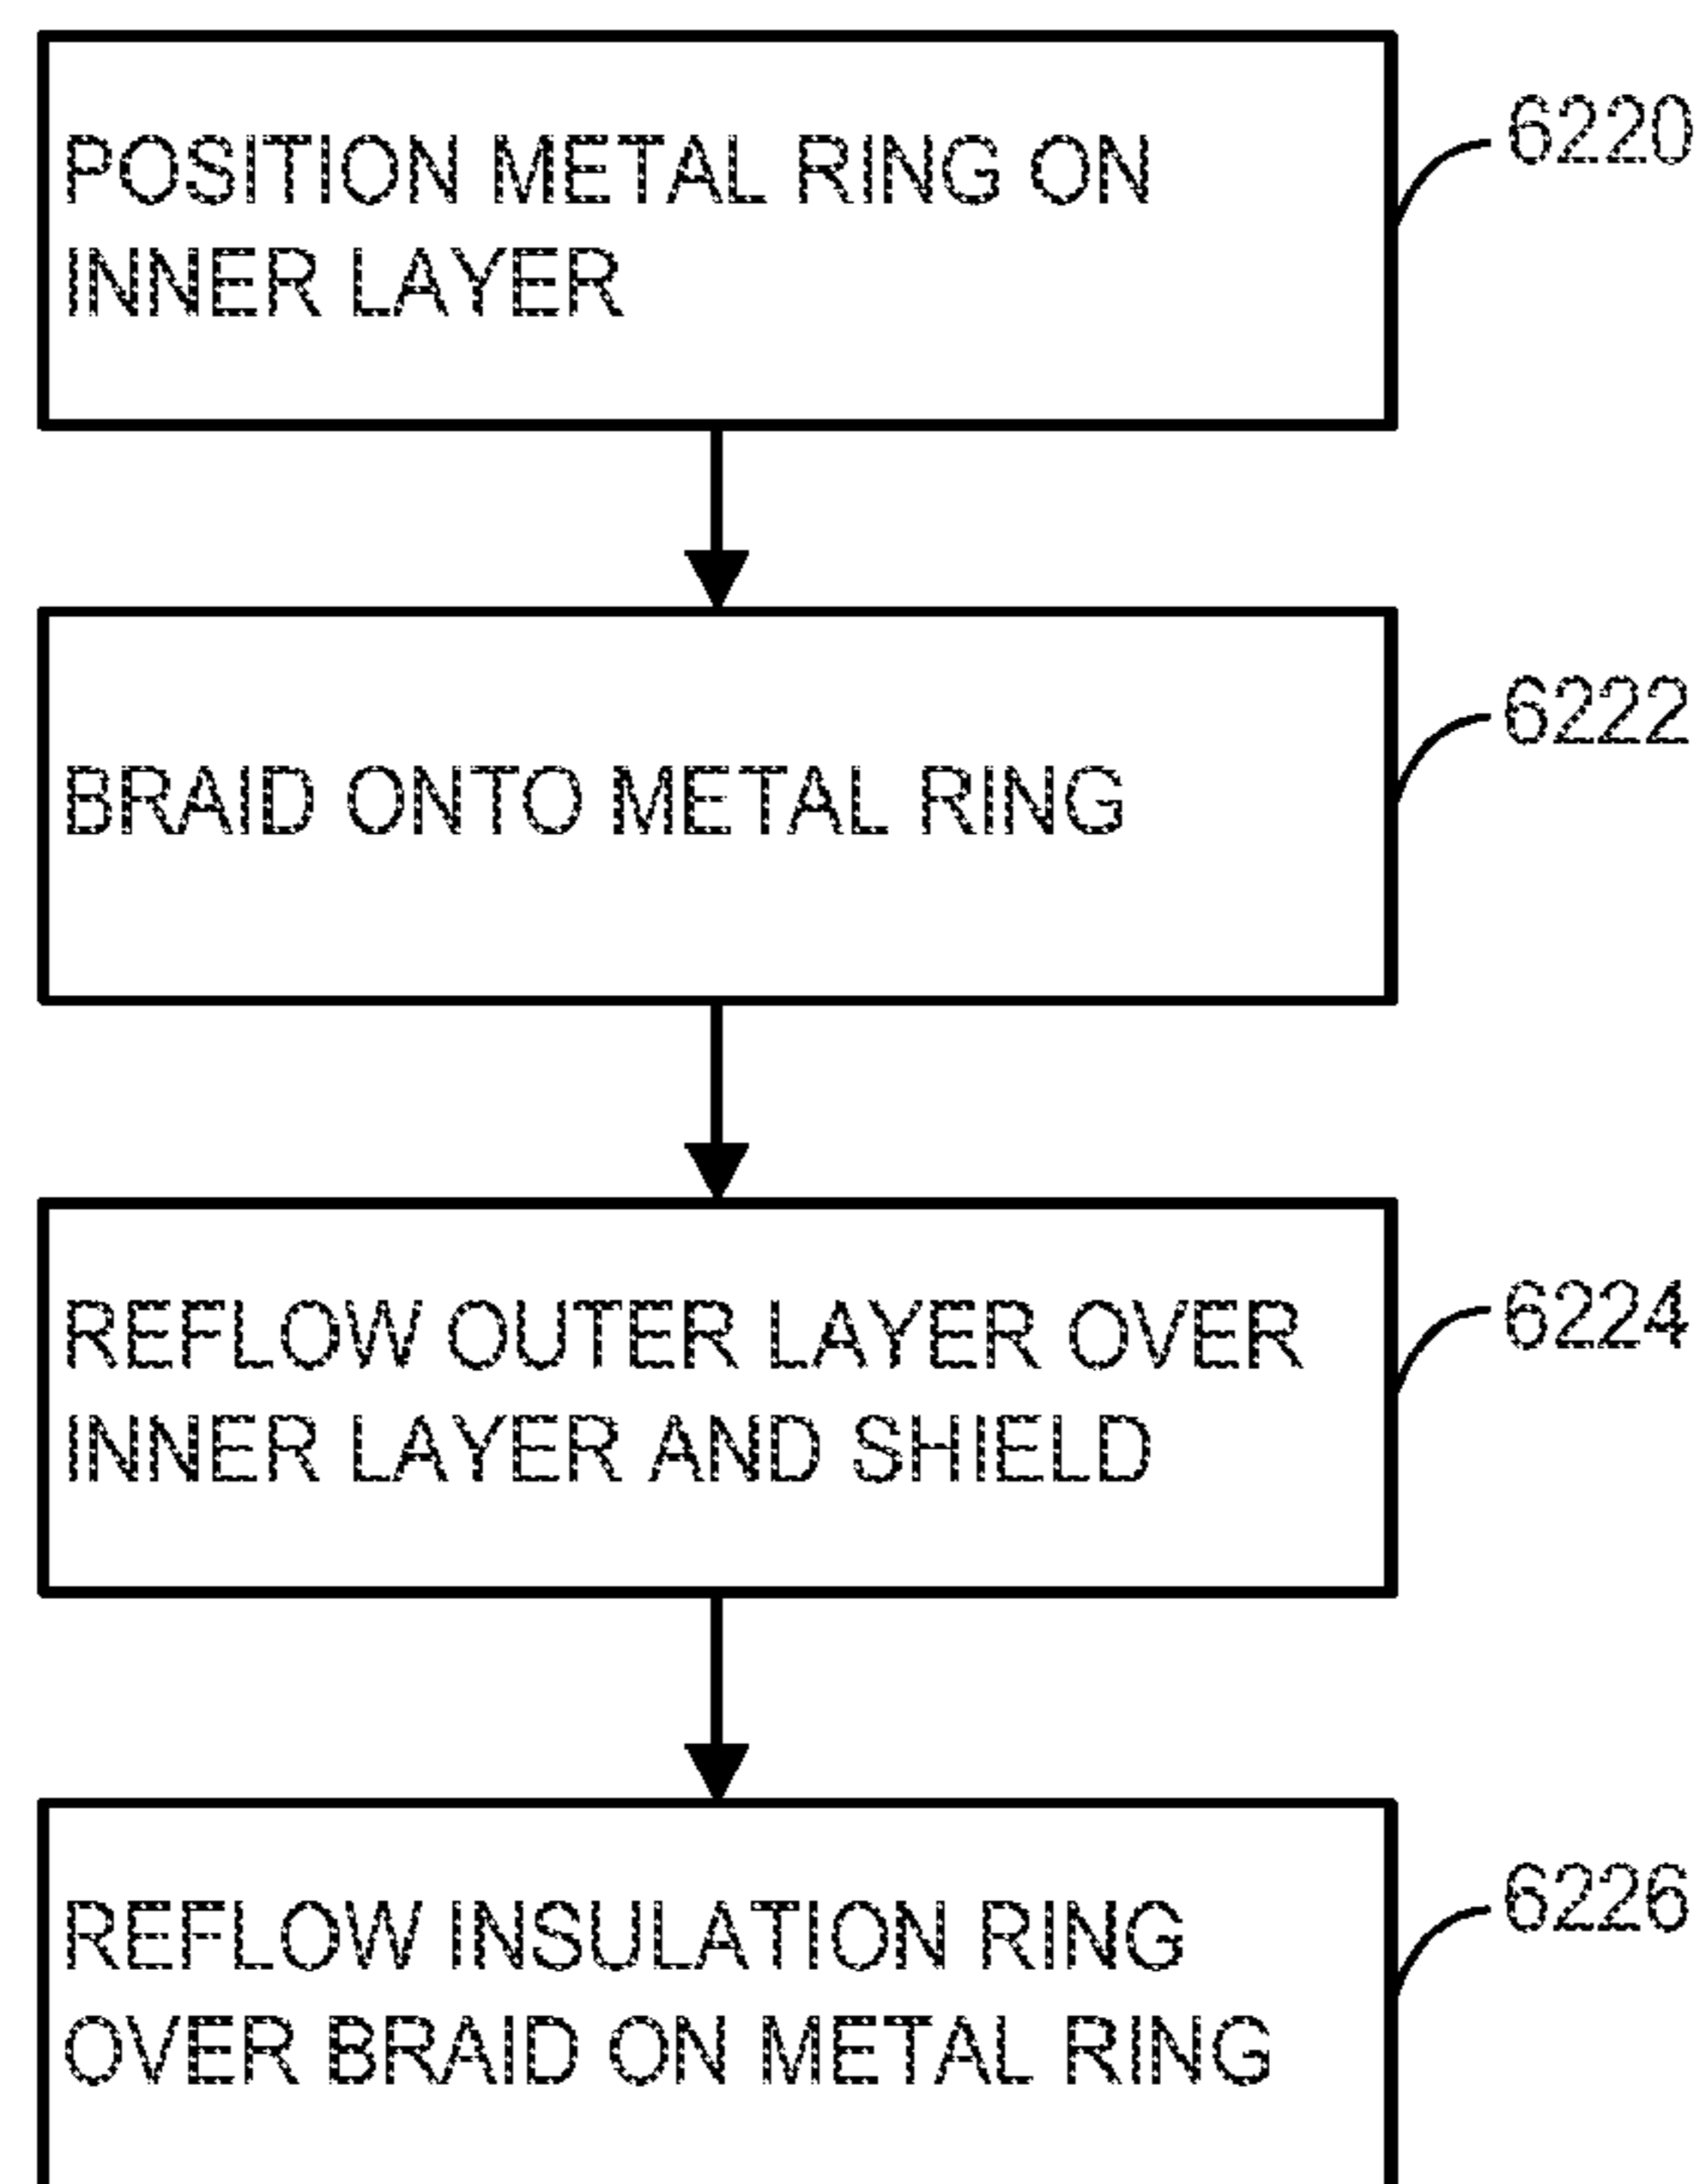 POSITION METAL RING ON
INNER LAYER
6220
BRAID ONTO METAL RING
6222
REFLOW OUTER LAYER OVER
INNER LAYER AND SHIELD
6224
REFLOW INSULATION RING
OVER BRAID ON METAL RING
6226